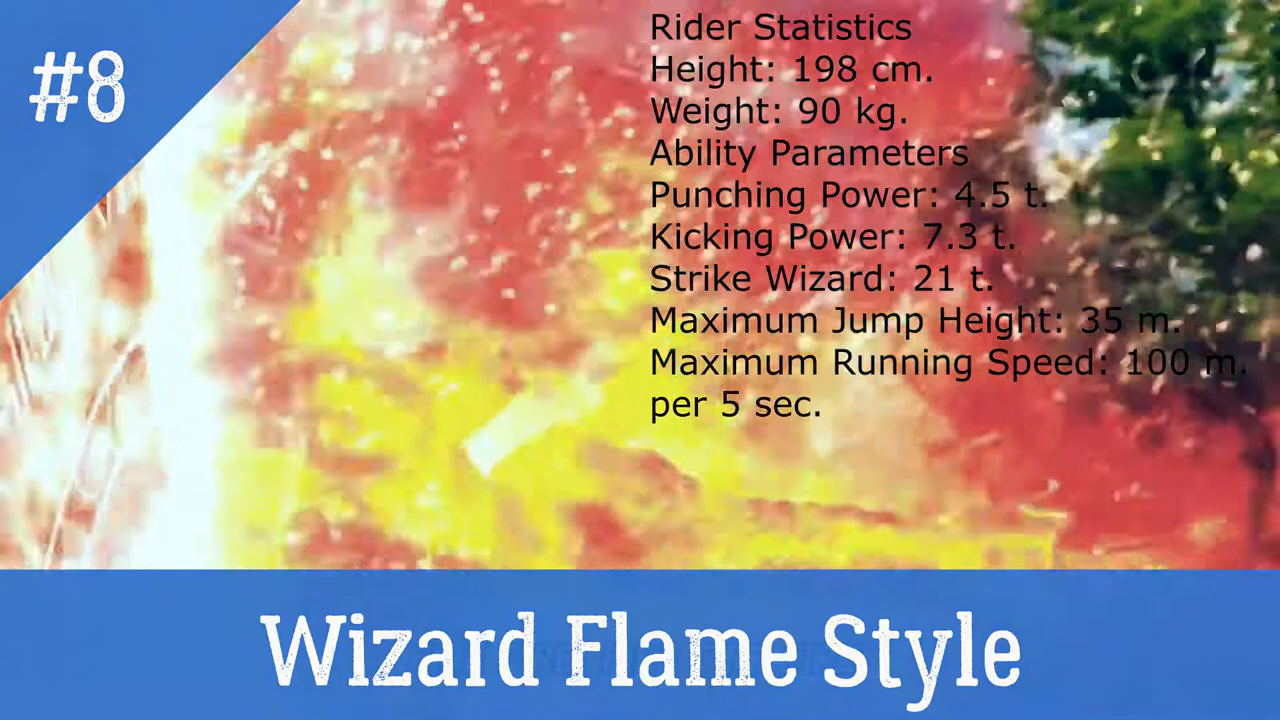 #8
Rider Statistics
Height: 198 cm.
Weight: 90 kg.
Ability Parameters
Punching Power: 4.5 t.
Kicking Power: 7.3 t.
Strike Wizard: 21 t.
Maximum Jump Height: 35 m.
Maximum Running Speed: 100 m.
per 5 sec.
Wizard Flame Style